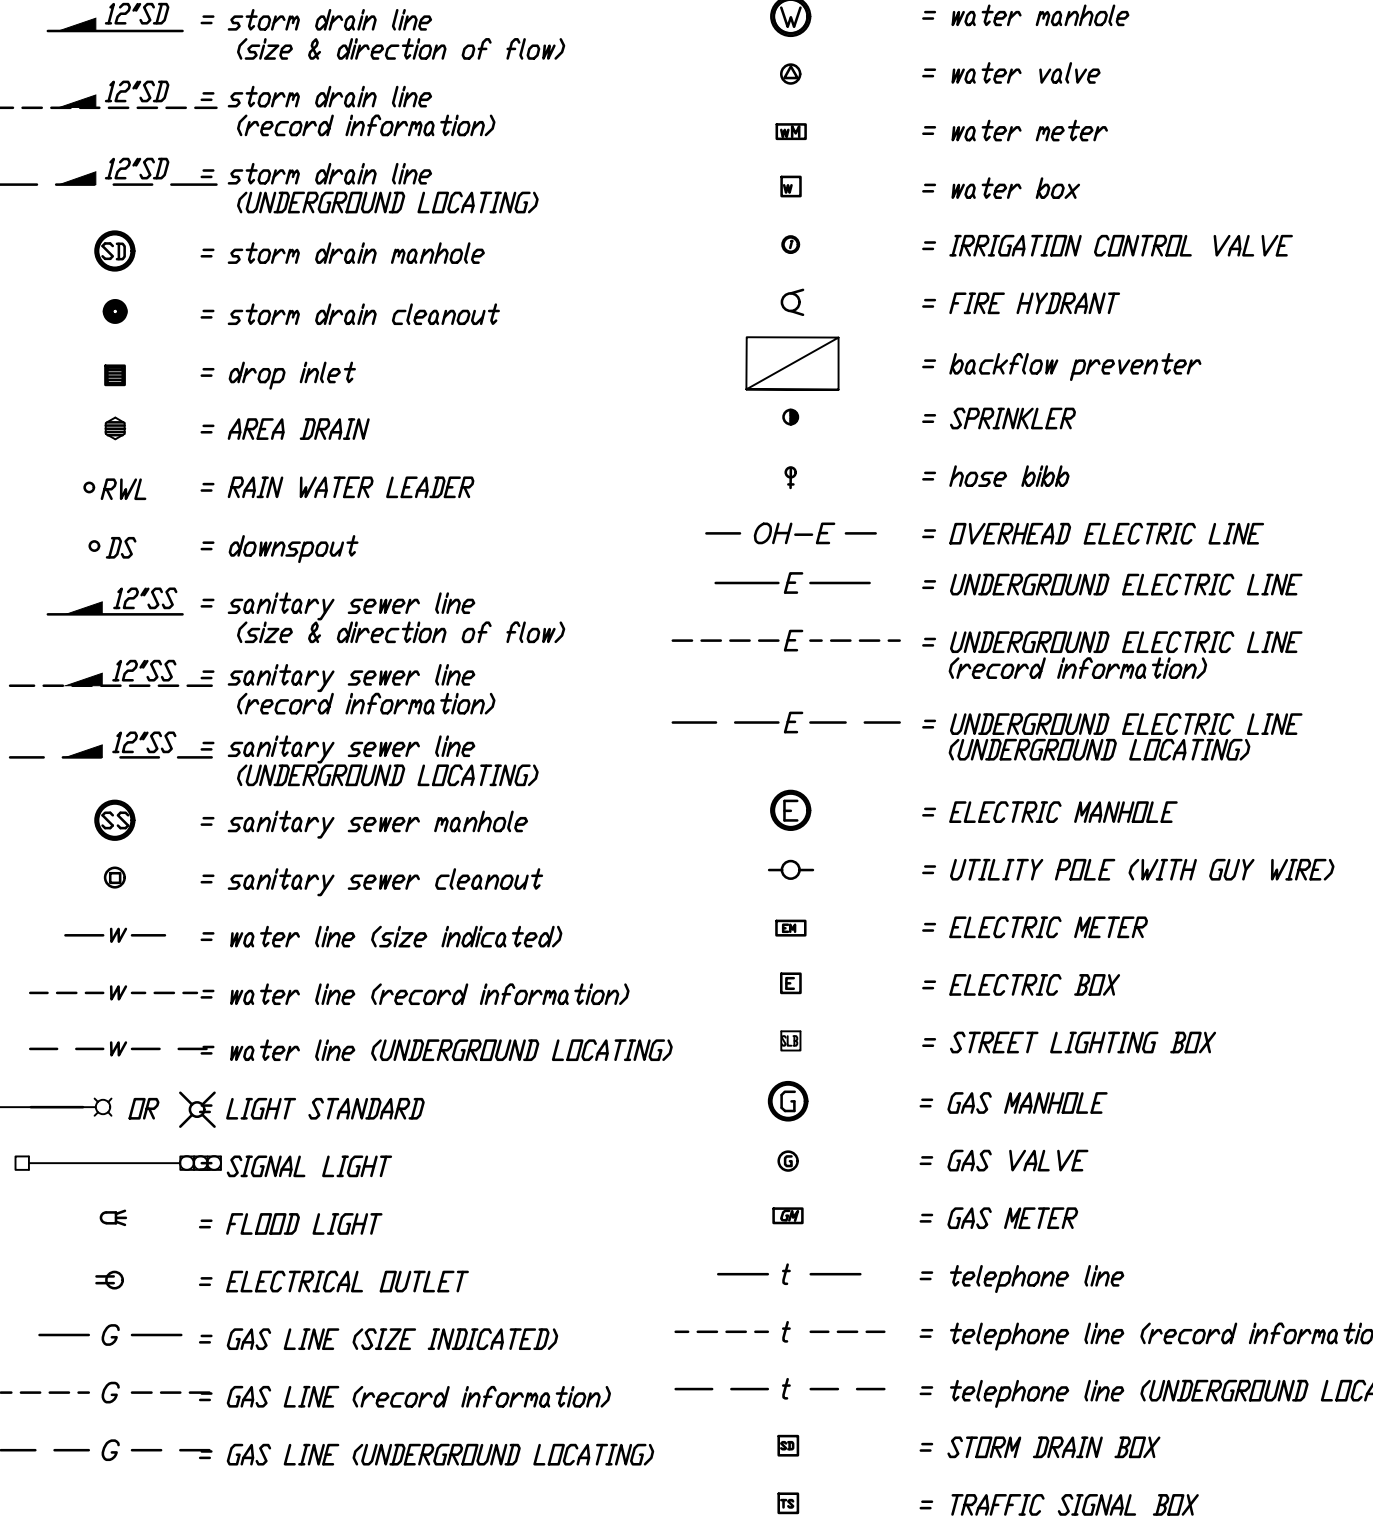 12"SD = storm drain line
(size & direction of flow)
12"SD = storm drain line
(record information)
12"SD = storm drain line
(UNDERGROUND LOCATING)
SD = storm drain manhole
= storm drain cleanout
= drop inlet
= AREA DRAIN
RWL = RAIN WATER LEADER
DS = downspout
12"SS = sanitary sewer line
(size & direction of flow)
12"SS = sanitary sewer line
(record information)
12"SS = sanitary sewer line
(UNDERGROUND LOCATING)
SS = sanitary sewer manhole
= sanitary sewer cleanout
W = water line (size indicated)
W = water line (record information)
W = water line (UNDERGROUND LOCATING)
OR = LIGHT STANDARD
= SIGNAL LIGHT
= FLOOD LIGHT
= ELECTRICAL OUTLET
G = GAS LINE (SIZE INDICATED)
G = GAS LINE (record information)
G = GAS LINE (UNDERGROUND LOCATING)
W = water manhole
= water valve
WM = water meter
W = water box
I = IRRIGATION CONTROL VALVE
= FIRE HYDRANT
= backflow preventer
= SPRINKLER
= hose bibb
OH-E = OVERHEAD ELECTRIC LINE
E = UNDERGROUND ELECTRIC LINE
E = UNDERGROUND ELECTRIC LINE
(record information)
E = UNDERGROUND ELECTRIC LINE
(UNDERGROUND LOCATING)
E = ELECTRIC MANHOLE
= UTILITY POLE (WITH GUY WIRE)
EM = ELECTRIC METER
E = ELECTRIC BOX
SLB = STREET LIGHTING BOX
G = GAS MANHOLE
G = GAS VALVE
GM = GAS METER
t = telephone line
t = telephone line (record informatio
t = telephone line (UNDERGROUND LOCA
SD = STORM DRAIN BOX
TS = TRAFFIC SIGNAL BOX